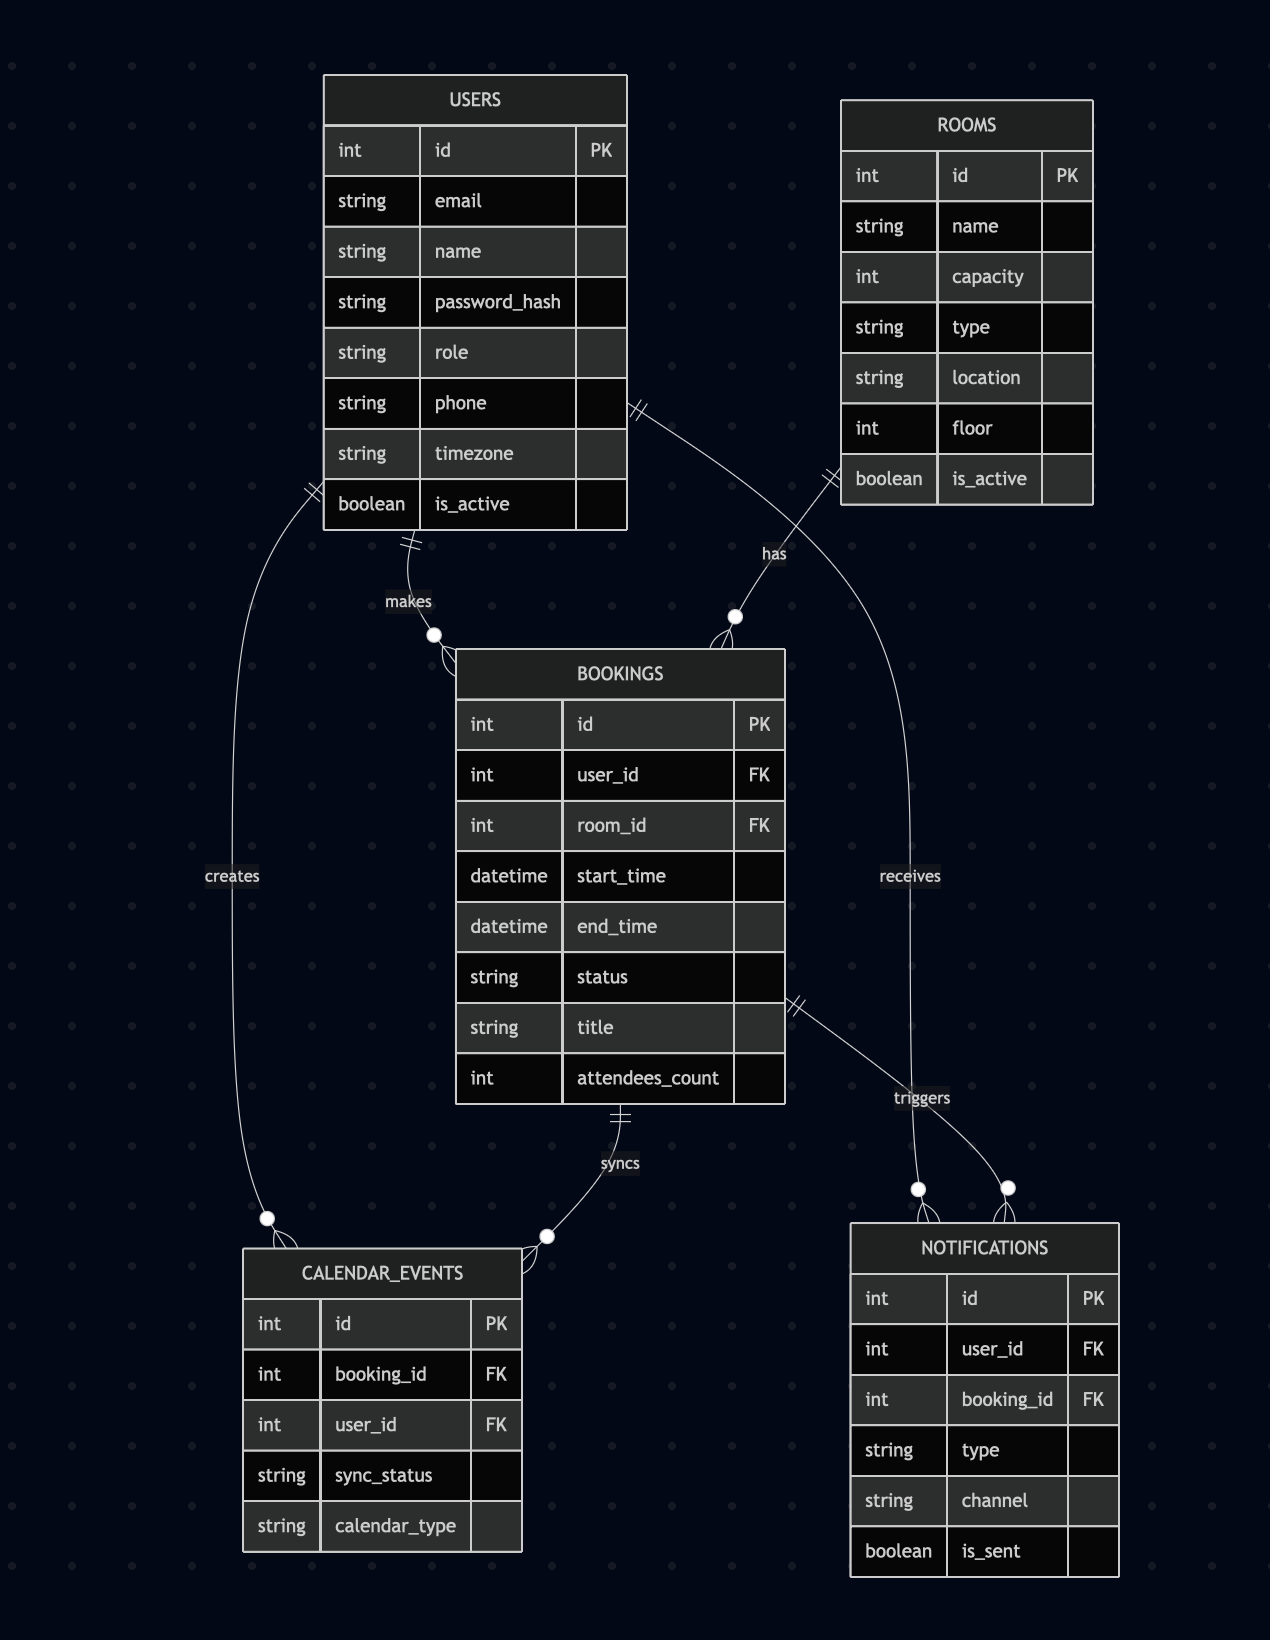 USERS
int id PK
string email
string name
string password_hash
string role
string phone
string timezone
boolean is_active
ROOMS
int id PK
string name
int capacity
string type
string location
int floor
boolean is_active
has
makes
BOOKINGS
int id PK
int user_id FK
int room_id FK
datetime start_time
datetime end_time
string status
string title
int attendees_count
creates
receives
triggers
syncs
CALENDAR_EVENTS
int id PK
int booking_id FK
int user_id FK
string sync_status
string calendar_type
NOTIFICATIONS
int id PK
int user_id FK
int booking_id FK
string type
string channel
boolean is_sent